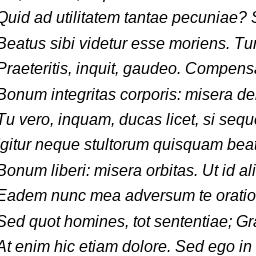 Quid ad utilitatem tantae pecuniae? S
Beatus sibi videtur esse moriens. Tur
Praeteritis, inquit, gaudeo. Compensa
Bonum integritas corporis: misera de
Tu vero, inquam, ducas licet, si seque
Igitur neque stultorum quisquam beat
Bonum liberi: misera orbitas. Ut id ali
Eadem nunc mea adversum te oratio
Sed quot homines, tot sententiae; Gra
At enim hic etiam dolore. Sed ego in